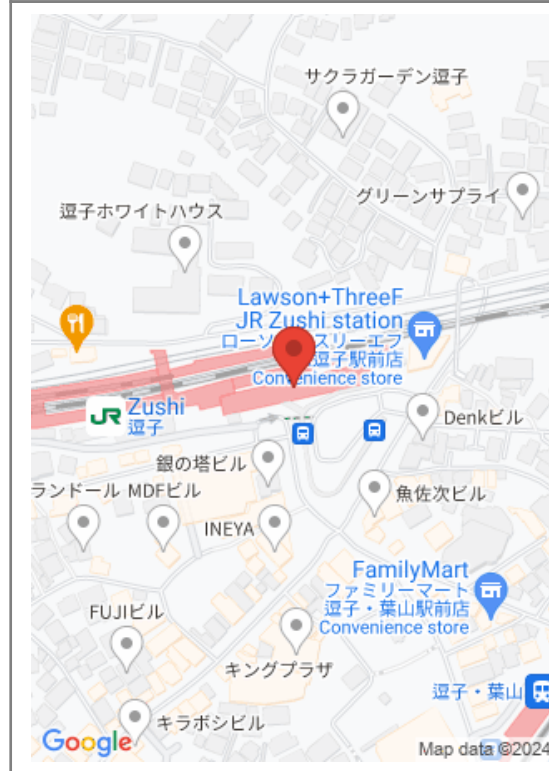 サクラガーデン逗子
グリーンサプライ
逗子ホワイトハウス
Lawson+ThreeF
JR Zushi station
ローソン スリーエフ
逗子駅前店
Convenience store
JR Zushi
逗子
Denkビル
銀の塔ビル
ランドール MDFビル
魚佐次ビル
INEYA
FamilyMart
ファミリーマート
逗子・葉山駅前店
Convenience store
FUJIビル
キングプラザ
逗子・葉山
キラボシビル
Google
Map data ©2024